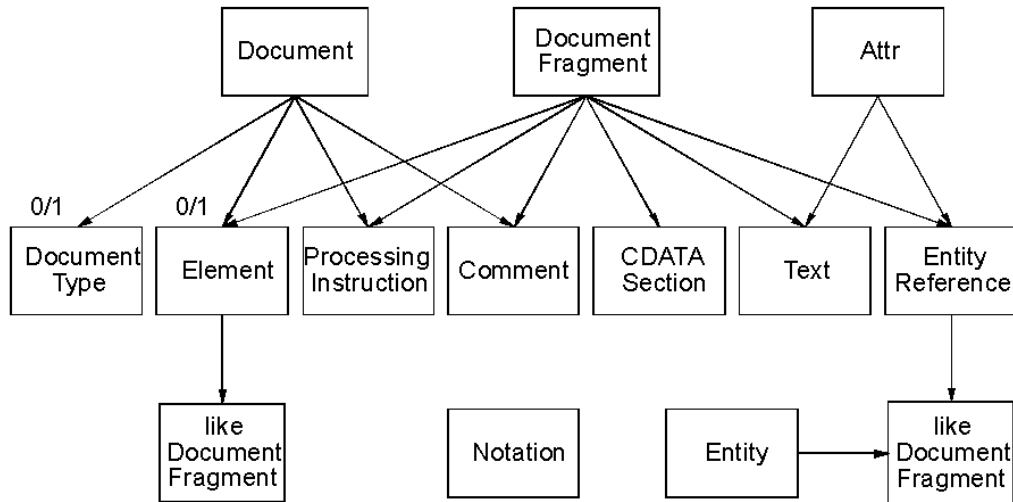 Document
Document
Fragment
Attr
0/1
0/1
Document
Type
Element
Processing
Instruction
Comment
CDATA
Section
Text
Entity
Reference
like
Document
Fragment
Notation
Entity
like
Document
Fragment